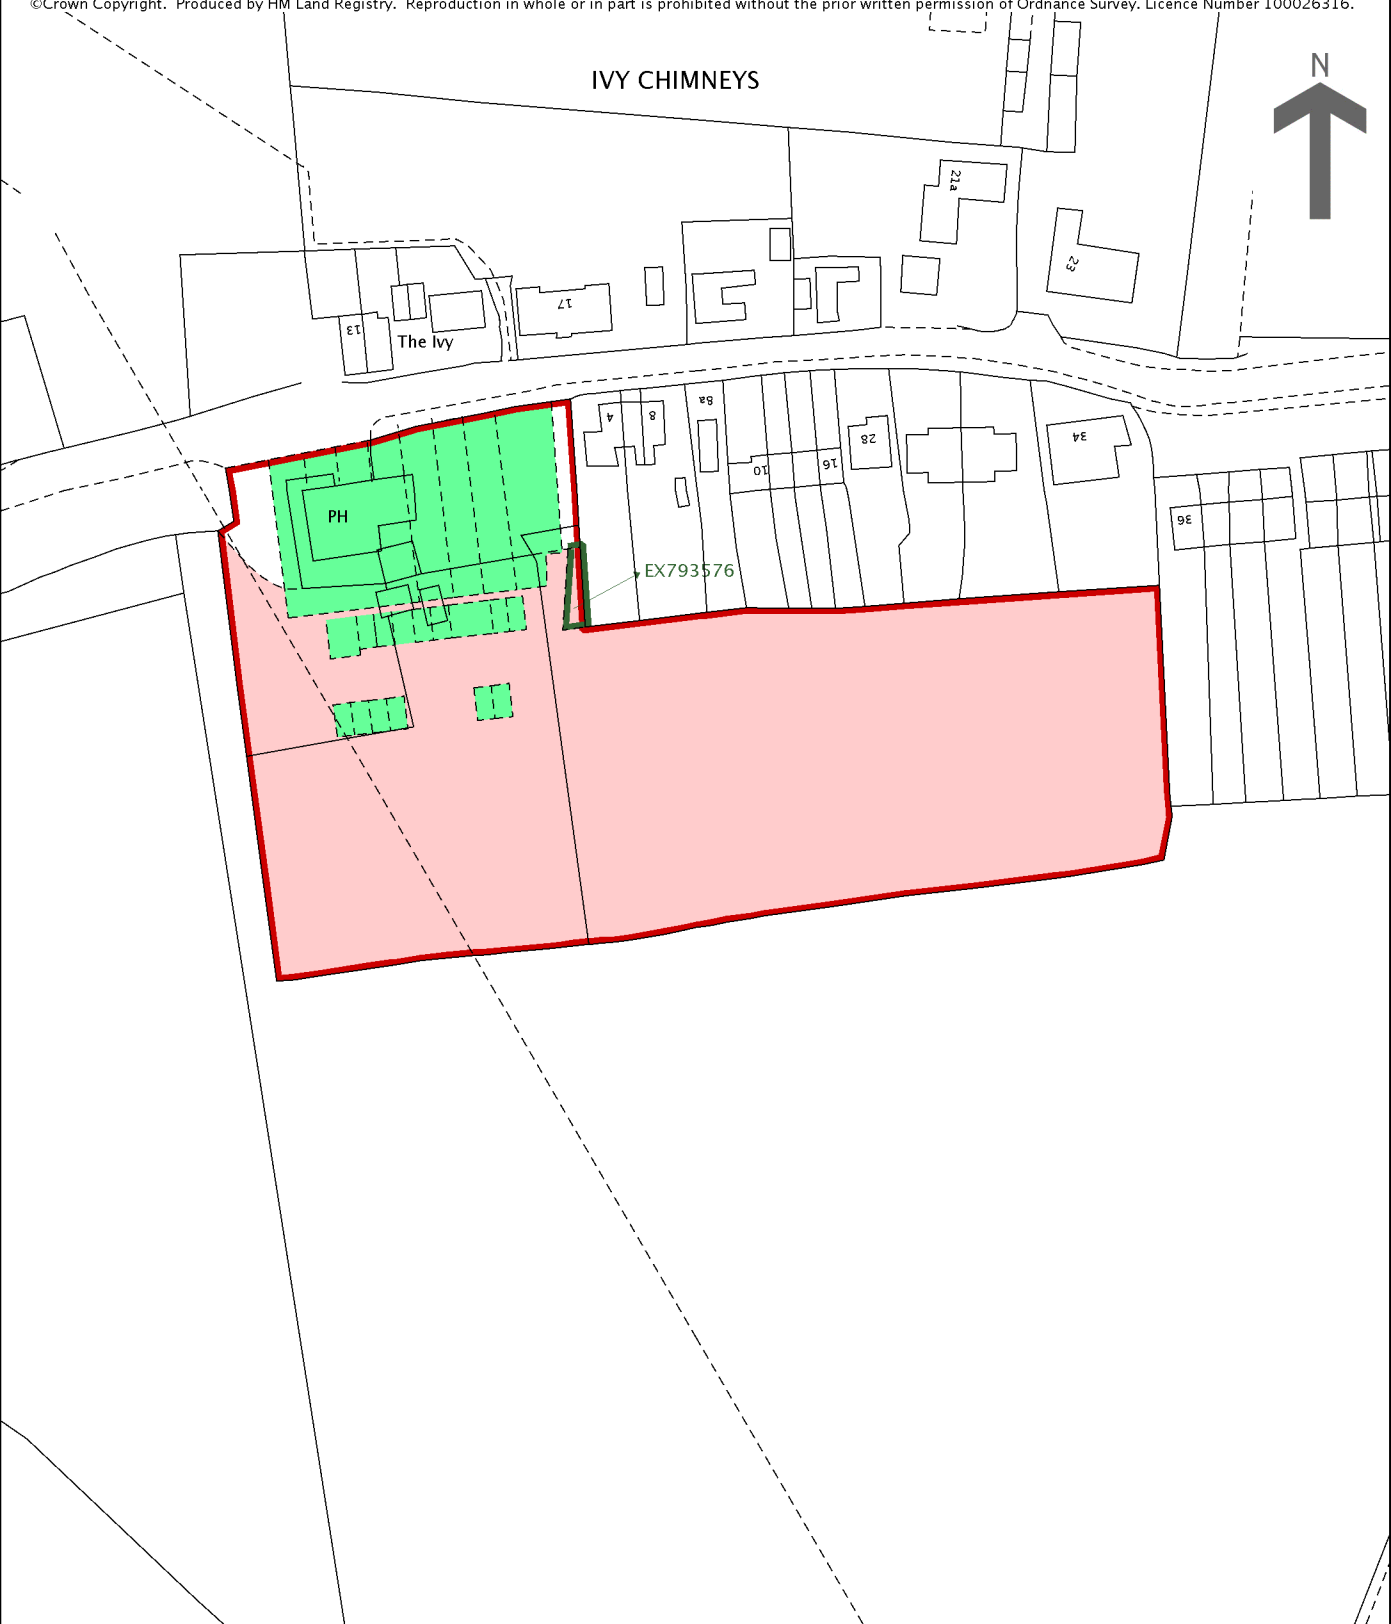 ©Crown Copyright. Produced by HM Land Registry. Reproduction in whole or in part is prohibited without the prior written permission of Ordnance Survey. Licence Number 100026316.
N
IVY CHIMNEYS
21a
23
17
13
The Ivy
4
8
8a
10
16
28
34
36
PH
EX793576